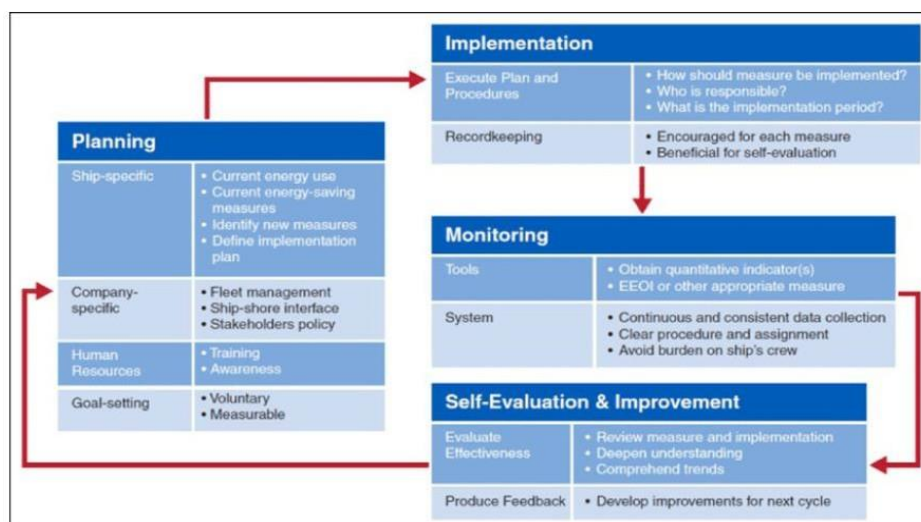 Implementation
Execute Plan and
Procedures
• How should measure be implemented?
• Who is responsible?
• What is the implementation period?
Recordkeeping
• Encouraged for each measure
• Beneficial for self-evaluation
Planning
Ship-specific
• Current energy use
• Current energy-saving
measures
• Identify new measures
• Define implementation
plan
Company-
specific
• Fleet management
• Ship-shore interface
• Stakeholders policy
Human
Resources
• Training
• Awareness
Goal-setting
• Voluntary
• Measurable
Monitoring
Tools
• Obtain quantitative indicator(s)
• EEOI or other appropriate measure
System
• Continuous and consistent data collection
• Clear procedure and assignment
• Avoid burden on ship's crew
Self-Evaluation & Improvement
Evaluate
Effectiveness
• Review measure and implementation
• Deepen understanding
• Comprehend trends
Produce Feedback
• Develop improvements for next cycle